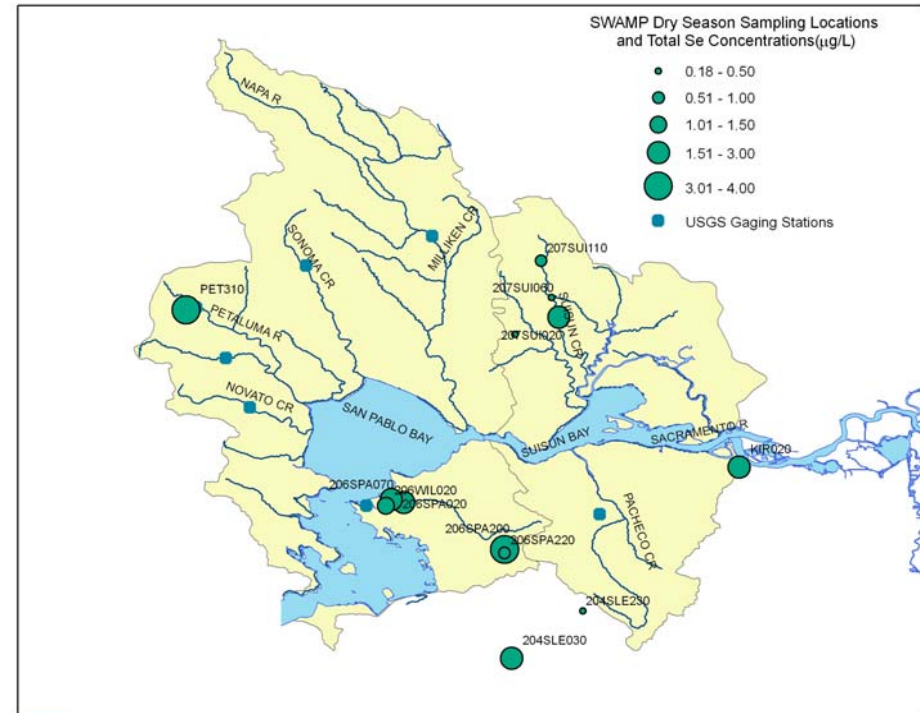 SWAMP Dry Season Sampling Locations
and Total Se Concentrations(µg/L)
0.18 - 0.50
0.51 - 1.00
1.01 - 1.50
1.51 - 3.00
3.01 - 4.00
USGS Gaging Stations
NAPA R
MILLIKEN CR
SONOMA CR
207SUI110
207SUI060
PET310
PETALUMA R
SUISUN CR
207SUI020
NOVATO CR
SAN PABLO BAY
SUISUN BAY
SACRAMENTO R
KIR020
206SPA070
206WIL020
206SPA020
PACHECO CR
206SPA200
206SPA220
204SLE230
204SLE030